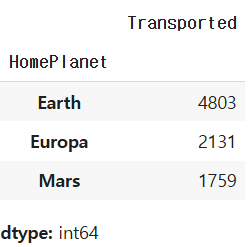 Transported
HomePlanet
Earth 4803
Europa 2131
Mars 1759
dtype: int64